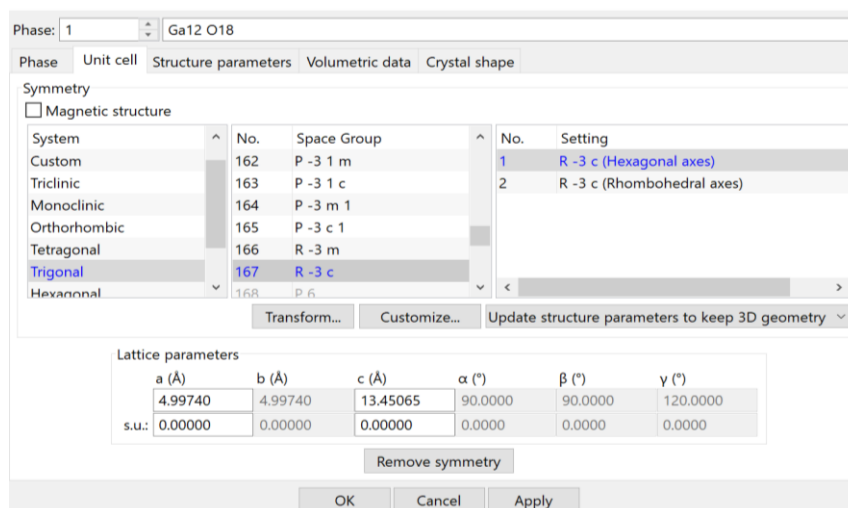 Phase: 1 Ga12 O18
Phase Unit cell Structure parameters Volumetric data Crystal shape
Symmetry
Magnetic structure
System No. Space Group No. Setting
Custom 162 P -3 1 m 1 R -3 c (Hexagonal axes)
Triclinic 163 P -3 1 c 2 R -3 c (Rhombohedral axes)
Monoclinic 164 P -3 m 1
Orthorhombic 165 P -3 c 1
Tetragonal 166 R -3 m
Trigonal 167 R -3 c
Hexagonal 168 P 6
Transform... Customize... Update structure parameters to keep 3D geometry
Lattice parameters
a (Å) b (Å) c (Å) α (°) β (°) γ (°)
4.99740 4.99740 13.45065 90.0000 90.0000 120.0000
s.u.: 0.00000 0.00000 0.00000 0.0000 0.0000 0.0000
Remove symmetry
OK Cancel Apply